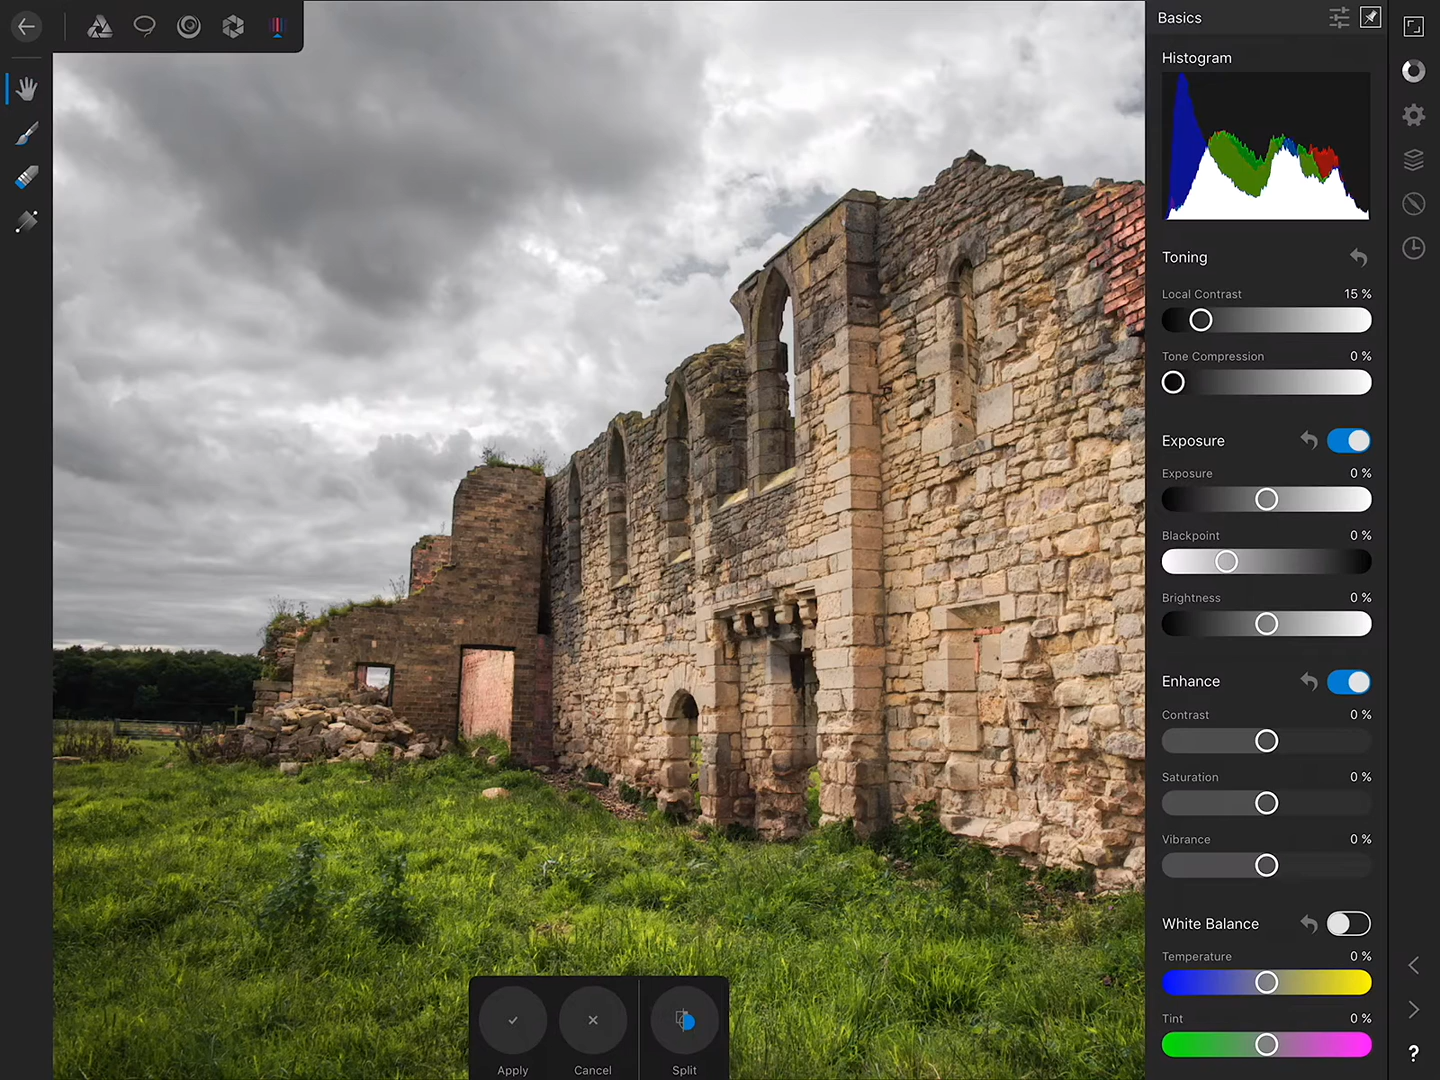 Basics
Histogram
Toning
Local Contrast 15 %
Tone Compression 0 %
Exposure
Exposure 0 %
Blackpoint 0 %
Brightness 0 %
Enhance
Contrast 0 %
Saturation 0 %
Vibrance 0 %
White Balance
Temperature 0 %
Tint 0 %
?
Apply Cancel Split